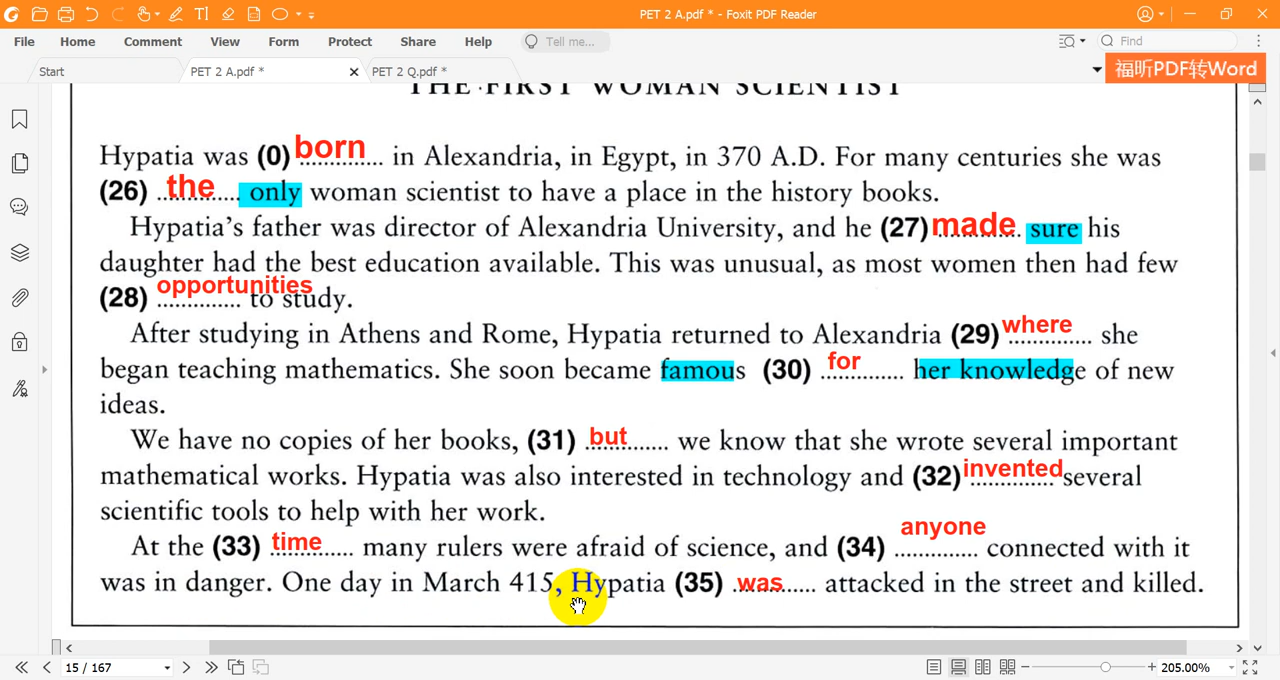 PET 2 A.pdf * - Foxit PDF Reader
File Home Comment View Form Protect Share Help Tell me... Find
Start PET 2 A.pdf * PET 2 Q.pdf * 福昕PDF转Word
THE FIRST WOMAN SCIENTIST
Hypatia was (0) born in Alexandria, in Egypt, in 370 A.D. For many centuries she was
(26) the only woman scientist to have a place in the history books.
Hypatia's father was director of Alexandria University, and he (27) made sure his
daughter had the best education available. This was unusual, as most women then had few
(28) opportunities to study.
After studying in Athens and Rome, Hypatia returned to Alexandria (29) where she
began teaching mathematics. She soon became famous (30) for her knowledge of new
ideas.
We have no copies of her books, (31) but we know that she wrote several important
mathematical works. Hypatia was also interested in technology and (32) invented several
scientific tools to help with her work.
At the (33) time many rulers were afraid of science, and (34) anyone connected with it
was in danger. One day in March 415, Hypatia (35) was attacked in the street and killed.
15 / 167 205.00%